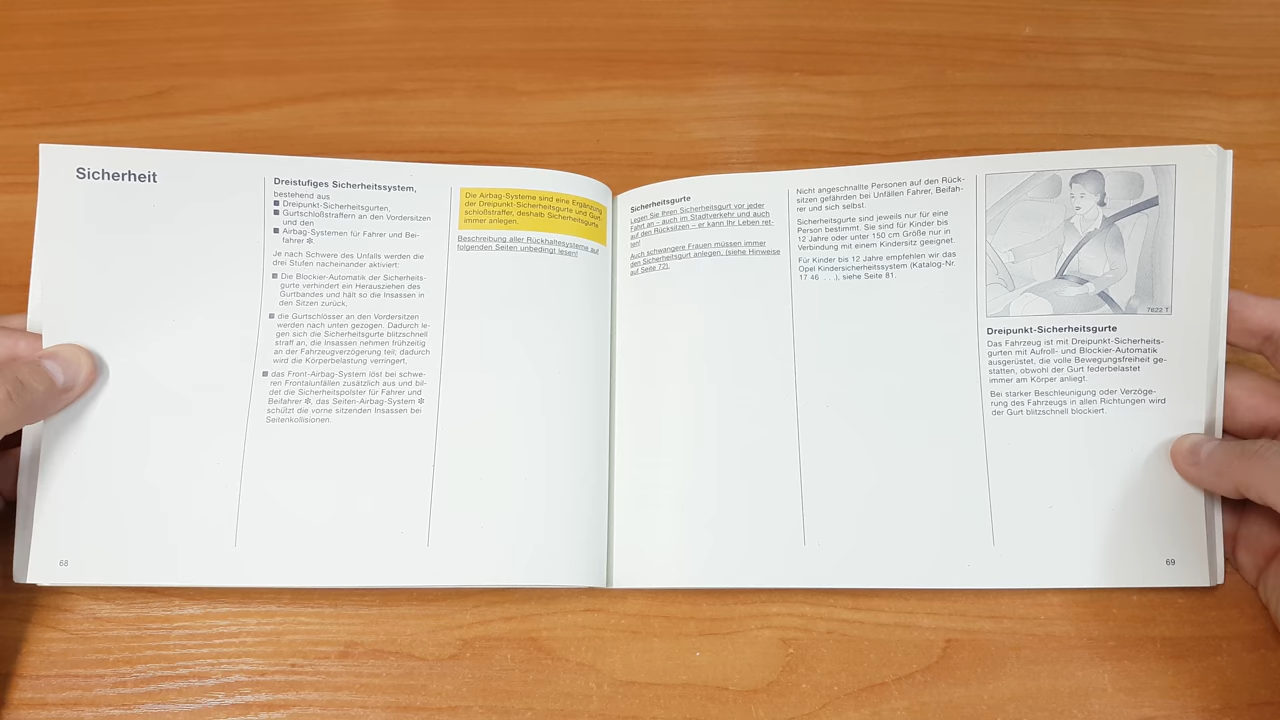 Sicherheit
Dreistufiges Sicherheitssystem,
bestehend aus
■ Dreipunkt-Sicherheitsgurten,
■ Gurtschloßstraffern an den Vordersitzen
und den
■ Airbag-Systemen für Fahrer und Bei-
fahrer ✽.
Je nach Schwere des Unfalls werden die
drei Stufen nacheinander aktiviert:
■ Die Blockier-Automatik der Sicherheits-
gurte verhindert ein Herausziehen des
Gurtbandes und hält so die Insassen in
den Sitzen zurück,
■ die Gurtschlösser an den Vordersitzen
werden nach unten gezogen. Dadurch le-
gen sich die Sicherheitsgurte blitzschnell
straff an, die Insassen nehmen frühzeitig
an der Fahrzeugverzögerung teil; dadurch
wird die Körperbelastung verringert,
■ das Front-Airbag-System löst bei schwe-
ren Frontalunfällen zusätzlich aus und bil-
det die Sicherheitspolster für Fahrer und
Beifahrer ✽, das Seiten-Airbag-System ✽
schützt die vorne sitzenden Insassen bei
Seitenkollisionen.
Die Airbag-Systeme sind eine Ergänzung
der Dreipunkt-Sicherheitsgurte und Gurt-
schloßstraffer, deshalb Sicherheitsgurte
immer anlegen.
Beschreibung aller Rückhaltesysteme auf
folgenden Seiten unbedingt lesen!
68
Sicherheitsgurte
Legen Sie Ihren Sicherheitsgurt vor jeder
Fahrt an – auch im Stadtverkehr und auch
auf den Rücksitzen – er kann Ihr Leben ret-
ten!
Auch schwangere Frauen müssen immer
den Sicherheitsgurt anlegen, (siehe Hinweise
auf Seite 72).
Nicht angeschnallte Personen auf den Rück-
sitzen gefährden bei Unfällen Fahrer, Beifah-
rer und sich selbst.
Sicherheitsgurte sind jeweils nur für eine
Person bestimmt. Sie sind für Kinder bis
12 Jahre oder unter 150 cm Größe nur in
Verbindung mit einem Kindersitz geeignet.
Für Kinder bis 12 Jahre empfehlen wir das
Opel Kindersicherheitssystem (Katalog-Nr.
17 46 . . .), siehe Seite 81.
7822 T
Dreipunkt-Sicherheitsgurte
Das Fahrzeug ist mit Dreipunkt-Sicherheits-
gurten mit Aufroll- und Blockier-Automatik
ausgerüstet, die volle Bewegungsfreiheit ge-
statten, obwohl der Gurt federbelastet
immer am Körper anliegt.
Bei starker Beschleunigung oder Verzöge-
rung des Fahrzeugs in allen Richtungen wird
der Gurt blitzschnell blockiert.
69